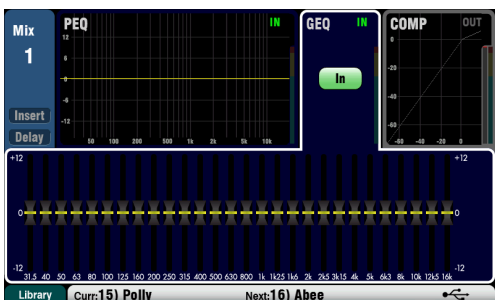 Mix
1
Insert
Delay
PEQ IN
12
6
0
-6
-12
50 100 200 500 1k 2k 5k 10k
GEQ IN
In
COMP OUT
0
-20
-40
-60
-60 -40 -20 0
+12 +12
0 0
-12 -12
31.5 40 50 63 80 100 125 160 200 250 315 400 500 630 800 1k 1k25 1k6 2k 2k5 3k15 4k 5k 6k3 8k 10k 12k5 16k
Library Curr:15) Polly Next:16) Abee